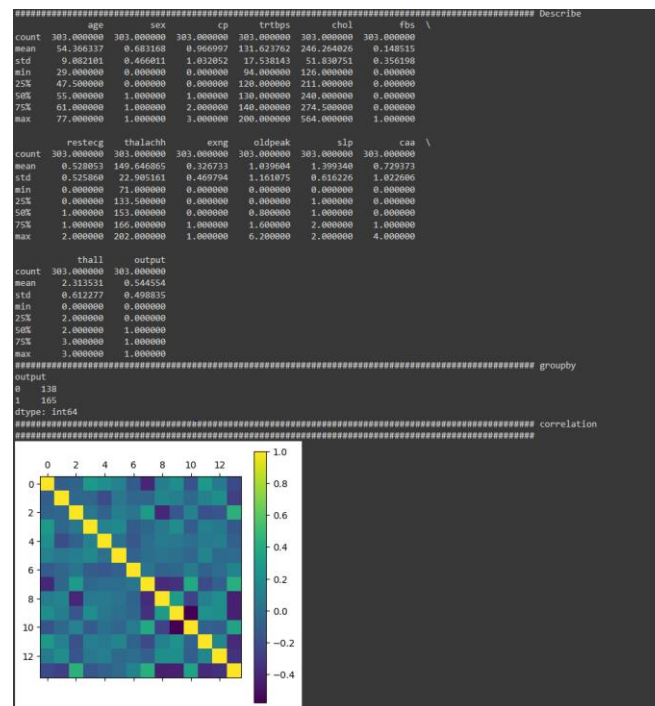 #################################################################################################### Describe
age sex cp trtbps chol fbs \
count 303.000000 303.000000 303.000000 303.000000 303.000000 303.000000
mean 54.366337 0.683168 0.966997 131.623762 246.264026 0.148515
std 9.082101 0.466011 1.032052 17.538143 51.830751 0.356198
min 29.000000 0.000000 0.000000 94.000000 126.000000 0.000000
25% 47.500000 0.000000 0.000000 120.000000 211.000000 0.000000
50% 55.000000 1.000000 1.000000 130.000000 240.000000 0.000000
75% 61.000000 1.000000 2.000000 140.000000 274.500000 0.000000
max 77.000000 1.000000 3.000000 200.000000 564.000000 1.000000
restecg thalachh exng oldpeak slp caa \
count 303.000000 303.000000 303.000000 303.000000 303.000000 303.000000
mean 0.528053 149.646865 0.326733 1.039604 1.399340 0.729373
std 0.525860 22.905161 0.469794 1.161075 0.616226 1.022606
min 0.000000 71.000000 0.000000 0.000000 0.000000 0.000000
25% 0.000000 133.500000 0.000000 0.000000 1.000000 0.000000
50% 1.000000 153.000000 0.000000 0.800000 1.000000 0.000000
75% 1.000000 166.000000 1.000000 1.600000 2.000000 1.000000
max 2.000000 202.000000 1.000000 6.200000 2.000000 4.000000
thall output
count 303.000000 303.000000
mean 2.313531 0.544554
std 0.612277 0.498835
min 0.000000 0.000000
25% 2.000000 0.000000
50% 2.000000 1.000000
75% 3.000000 1.000000
max 3.000000 1.000000
#################################################################################################### groupby
output
0 138
1 165
dtype: int64
#################################################################################################### correlation
####################################################################################################
0 2 4 6 8 10 12
0
2
4
6
8
10
12
1.0
0.8
0.6
0.4
0.2
0.0
−0.2
−0.4